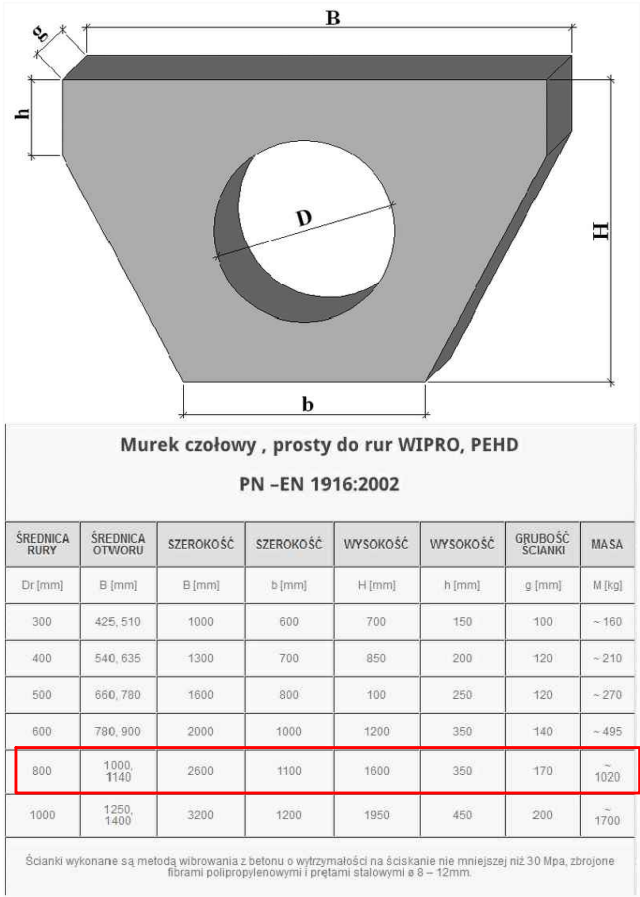 B
g
h
D
H
b
Murek czołowy , prosty do rur WIPRO, PEHD
PN –EN 1916:2002
ŚREDNICA RURY ŚREDNICA OTWORU SZEROKOŚĆ SZEROKOŚĆ WYSOKOŚĆ WYSOKOŚĆ GRUBOŚĆ ŚCIANKI MASA
Dr [mm] B [mm] B [mm] b [mm] H [mm] h [mm] g [mm] M [kg]
300 425, 510 1000 600 700 150 100 ~ 160
400 540, 635 1300 700 850 200 120 ~ 210
500 660, 780 1600 800 100 250 120 ~ 270
600 780, 900 2000 1000 1200 350 140 ~ 495
800 1000, 1140 2600 1100 1600 350 170 ~ 1020
1000 1250, 1400 3200 1200 1950 450 200 ~ 1700
Ścianki wykonane są metodą wibrowania z betonu o wytrzymałości na ściskanie nie mniejszej niż 30 Mpa, zbrojone
fibrami polipropylenowymi i prętami stalowymi ø 8 – 12mm.